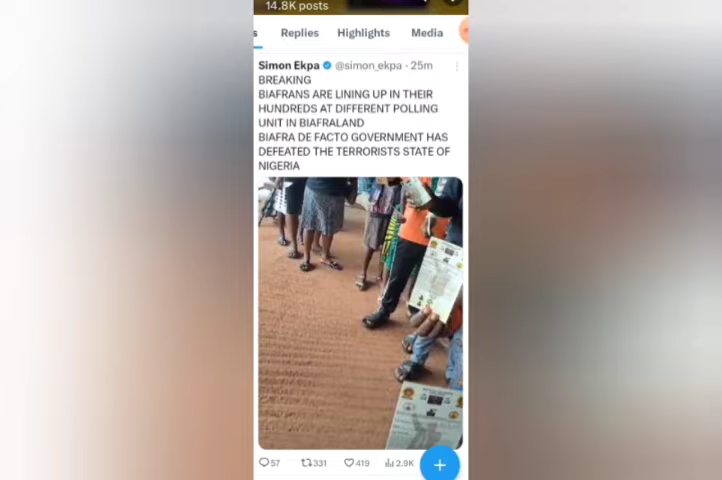 14.8K posts
s
Replies Highlights Media
Simon Ekpa @simon_ekpa · 25m
BREAKING
BIAFRANS ARE LINING UP IN THEIR
HUNDREDS AT DIFFERENT POLLING
UNIT IN BIAFRALAND
BIAFRA DE FACTO GOVERNMENT HAS
DEFEATED THE TERRORISTS STATE OF
NIGERIA
57 331 419 2.9K